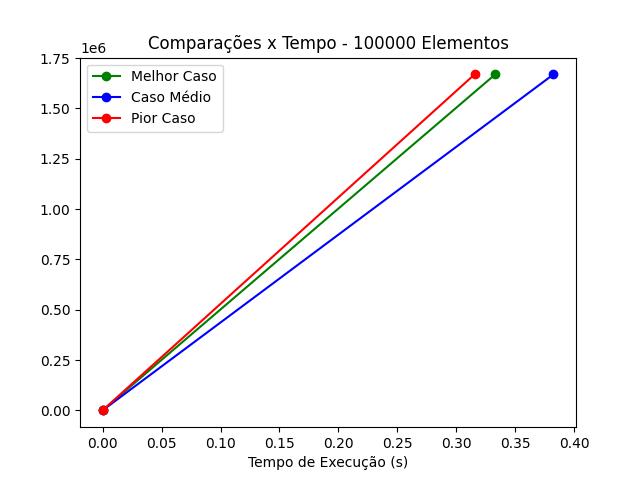 Comparações x Tempo - 100000 Elementos
1e6
Melhor Caso
Caso Médio
Pior Caso
1.75
1.50
1.25
1.00
0.75
0.50
0.25
0.00
0.00 0.05 0.10 0.15 0.20 0.25 0.30 0.35 0.40
Tempo de Execução (s)